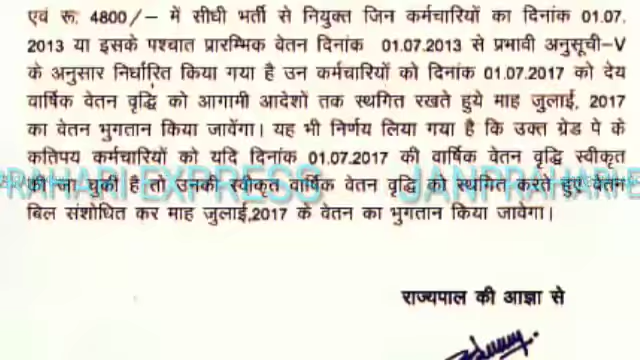 एवं रू. 4800/– में सीधी भर्ती से नियुक्त जिन कर्मचारियों का दिनांक 01.07.
2013 या इसके पश्चात प्रारम्भिक वेतन दिनांक 01.07.2013 से प्रभावी अनुसूची–V
के अनुसार निर्धारित किया गया है उन कर्मचारियों को दिनांक 01.07.2017 को देय
वार्षिक वेतन वृद्धि को आगामी आदेशों तक स्थगित रखते हुये माह जुलाई, 2017
का वेतन भुगतान किया जावेंगा। यह भी निर्णय लिया गया है कि उक्त ग्रेड पे के
कतिपय कर्मचारियों को यदि दिनांक 01.07.2017 की वार्षिक वेतन वृद्धि स्वीकृत
की जा चुकी है तो उनकी स्वीकृत वार्षिक वेतन वृद्धि को स्थगित करते हुए वेतन
बिल संशोधित कर माह जुलाई,2017 के वेतन का भुगतान किया जावेगा।
JANPRAHARI EXPRESS JANPRAHARI E
राज्यपाल की आज्ञा से